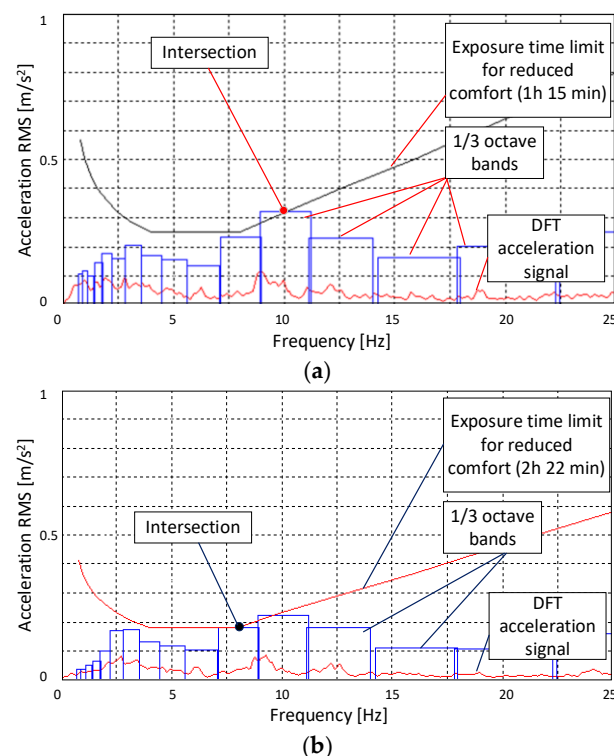 1
Intersection
Exposure time limit
for reduced
comfort (1h 15 min)
Acceleration RMS [m/s²]
0.5
1/3 octave
bands
DFT
acceleration
signal
0
0 5 10 15 20 25
Frequency [Hz]
(a)
1
Exposure time limit
for reduced
comfort (2h 22 min)
Acceleration RMS [m/s²]
Intersection
0.5
1/3 octave
bands
DFT
acceleration
signal
0
0 5 10 15 20 25
Frequency [Hz]
(b)